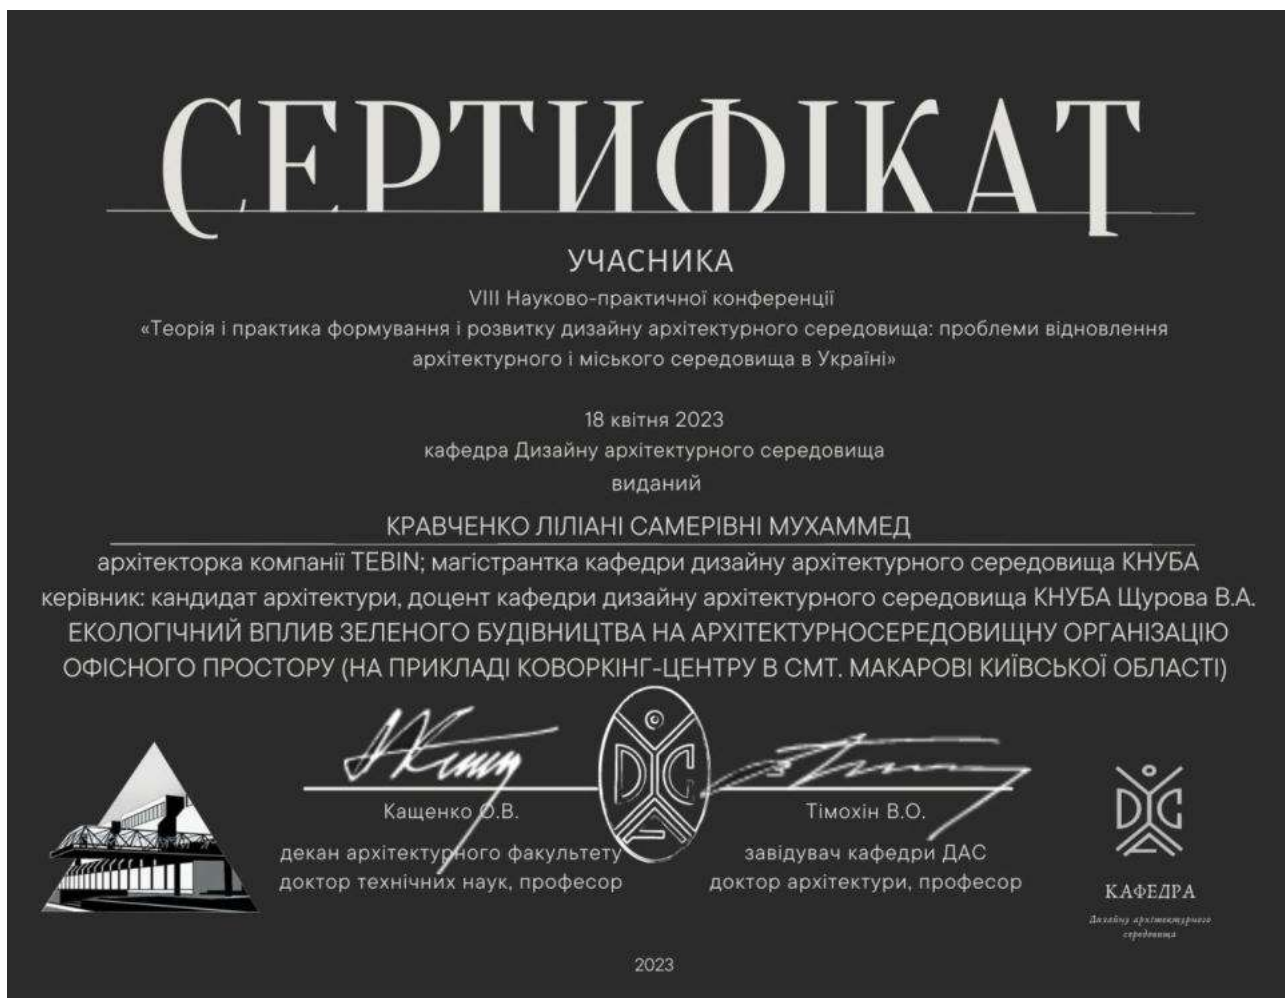 СЕРТИФІКАТ
УЧАСНИКА
VIII Науково-практичної конференції
«Теорія і практика формування і розвитку дизайну архітектурного середовища: проблеми відновлення
архітектурного і міського середовища в Україні»
18 квітня 2023
кафедра Дизайну архітектурного середовища
виданий
КРАВЧЕНКО ЛІЛІАНІ САМЕРІВНІ МУХАММЕД
архітекторка компанії TEBIN; магістрантка кафедри дизайну архітектурного середовища КНУБА
керівник: кандидат архітектури, доцент кафедри дизайну архітектурного середовища КНУБА Щурова В.А.
ЕКОЛОГІЧНИЙ ВПЛИВ ЗЕЛЕНОГО БУДІВНИЦТВА НА АРХІТЕКТУРНОСЕРЕДОВИЩНУ ОРГАНІЗАЦІЮ
ОФІСНОГО ПРОСТОРУ (НА ПРИКЛАДІ КОВОРКІНГ-ЦЕНТРУ В СМТ. МАКАРОВІ КИЇВСЬКОЇ ОБЛАСТІ)
Кащенко О.В.
декан архітектурного факультету
доктор технічних наук, професор
Тімохін В.О.
завідувач кафедри ДАС
доктор архітектури, професор
КАФЕДРА
Дизайну архітектурного
середовища
2023